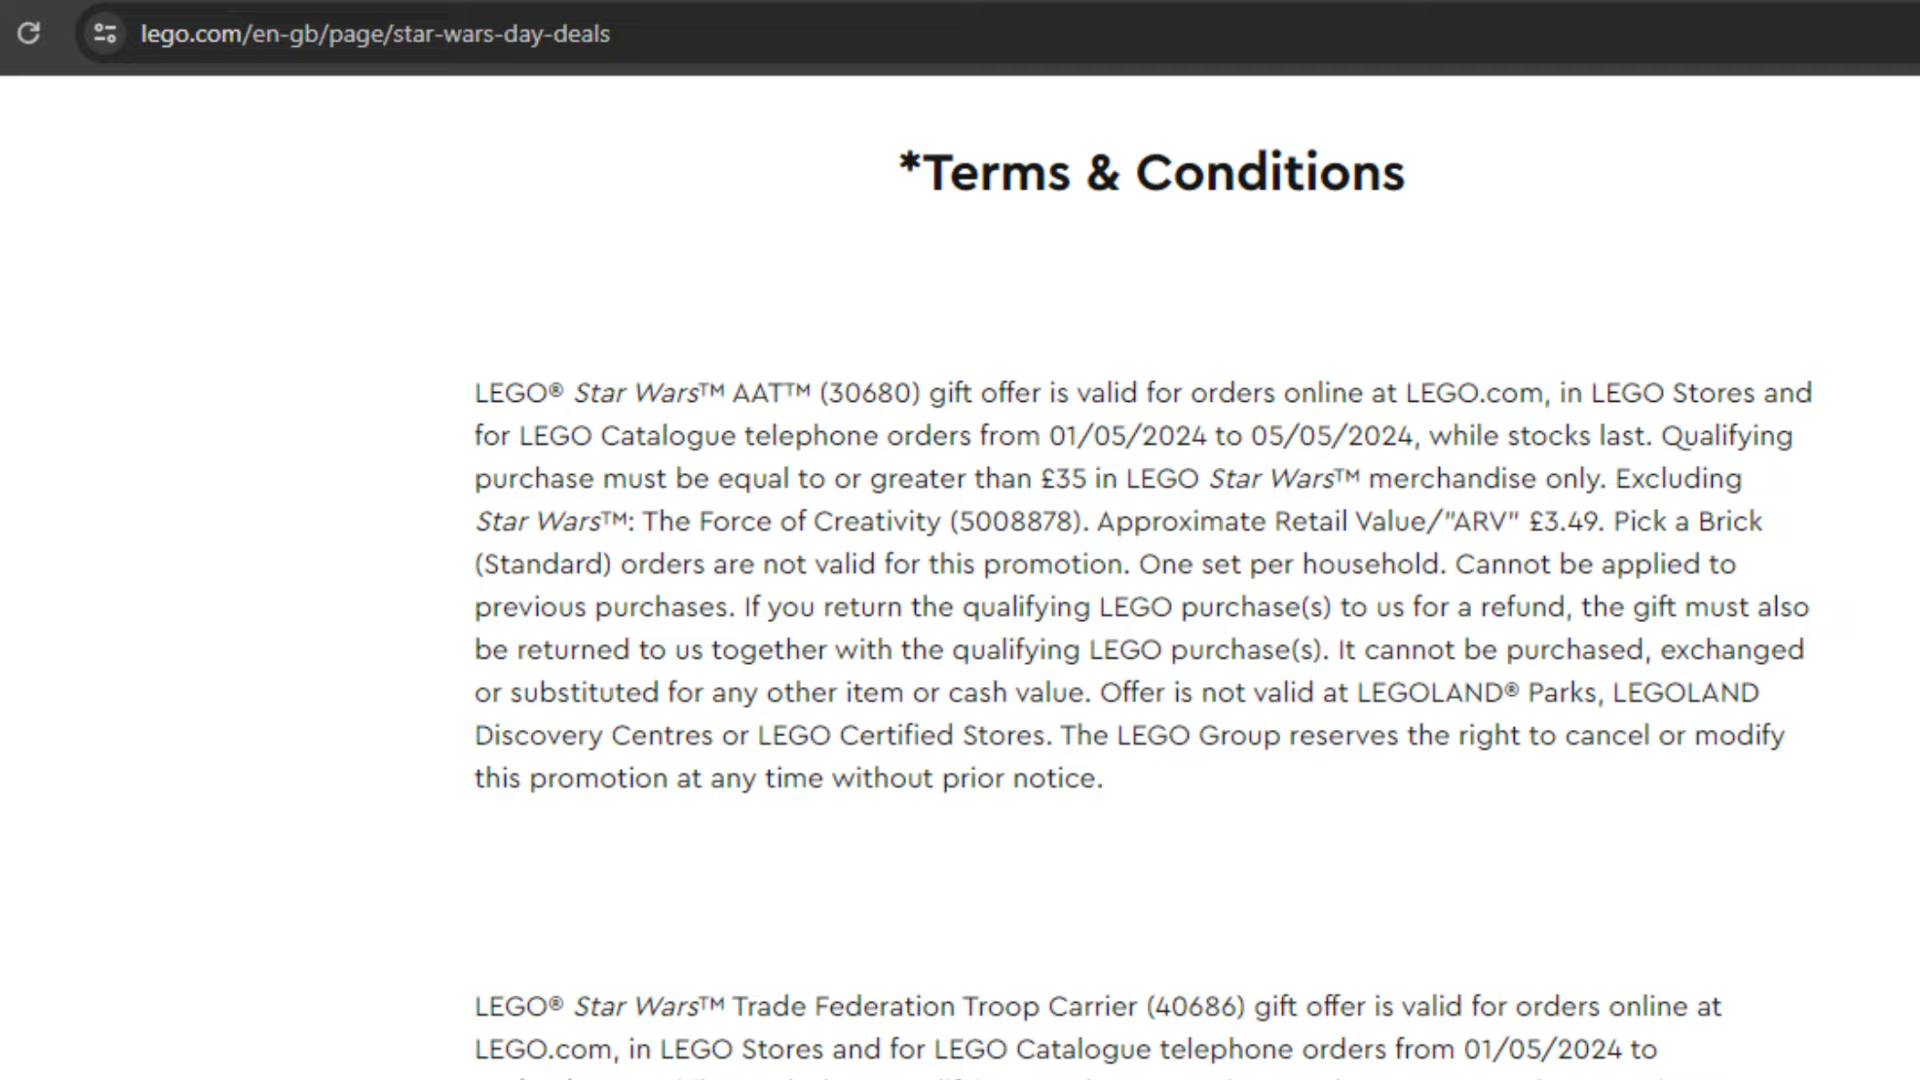 lego.com/en-gb/page/star-wars-day-deals
*Terms & Conditions
LEGO® Star Wars™ AAT™ (30680) gift offer is valid for orders online at LEGO.com, in LEGO Stores and
for LEGO Catalogue telephone orders from 01/05/2024 to 05/05/2024, while stocks last. Qualifying
purchase must be equal to or greater than £35 in LEGO Star Wars™ merchandise only. Excluding
Star Wars™: The Force of Creativity (5008878). Approximate Retail Value/"ARV" £3.49. Pick a Brick
(Standard) orders are not valid for this promotion. One set per household. Cannot be applied to
previous purchases. If you return the qualifying LEGO purchase(s) to us for a refund, the gift must also
be returned to us together with the qualifying LEGO purchase(s). It cannot be purchased, exchanged
or substituted for any other item or cash value. Offer is not valid at LEGOLAND® Parks, LEGOLAND
Discovery Centres or LEGO Certified Stores. The LEGO Group reserves the right to cancel or modify
this promotion at any time without prior notice.
LEGO® Star Wars™ Trade Federation Troop Carrier (40686) gift offer is valid for orders online at
LEGO.com, in LEGO Stores and for LEGO Catalogue telephone orders from 01/05/2024 to